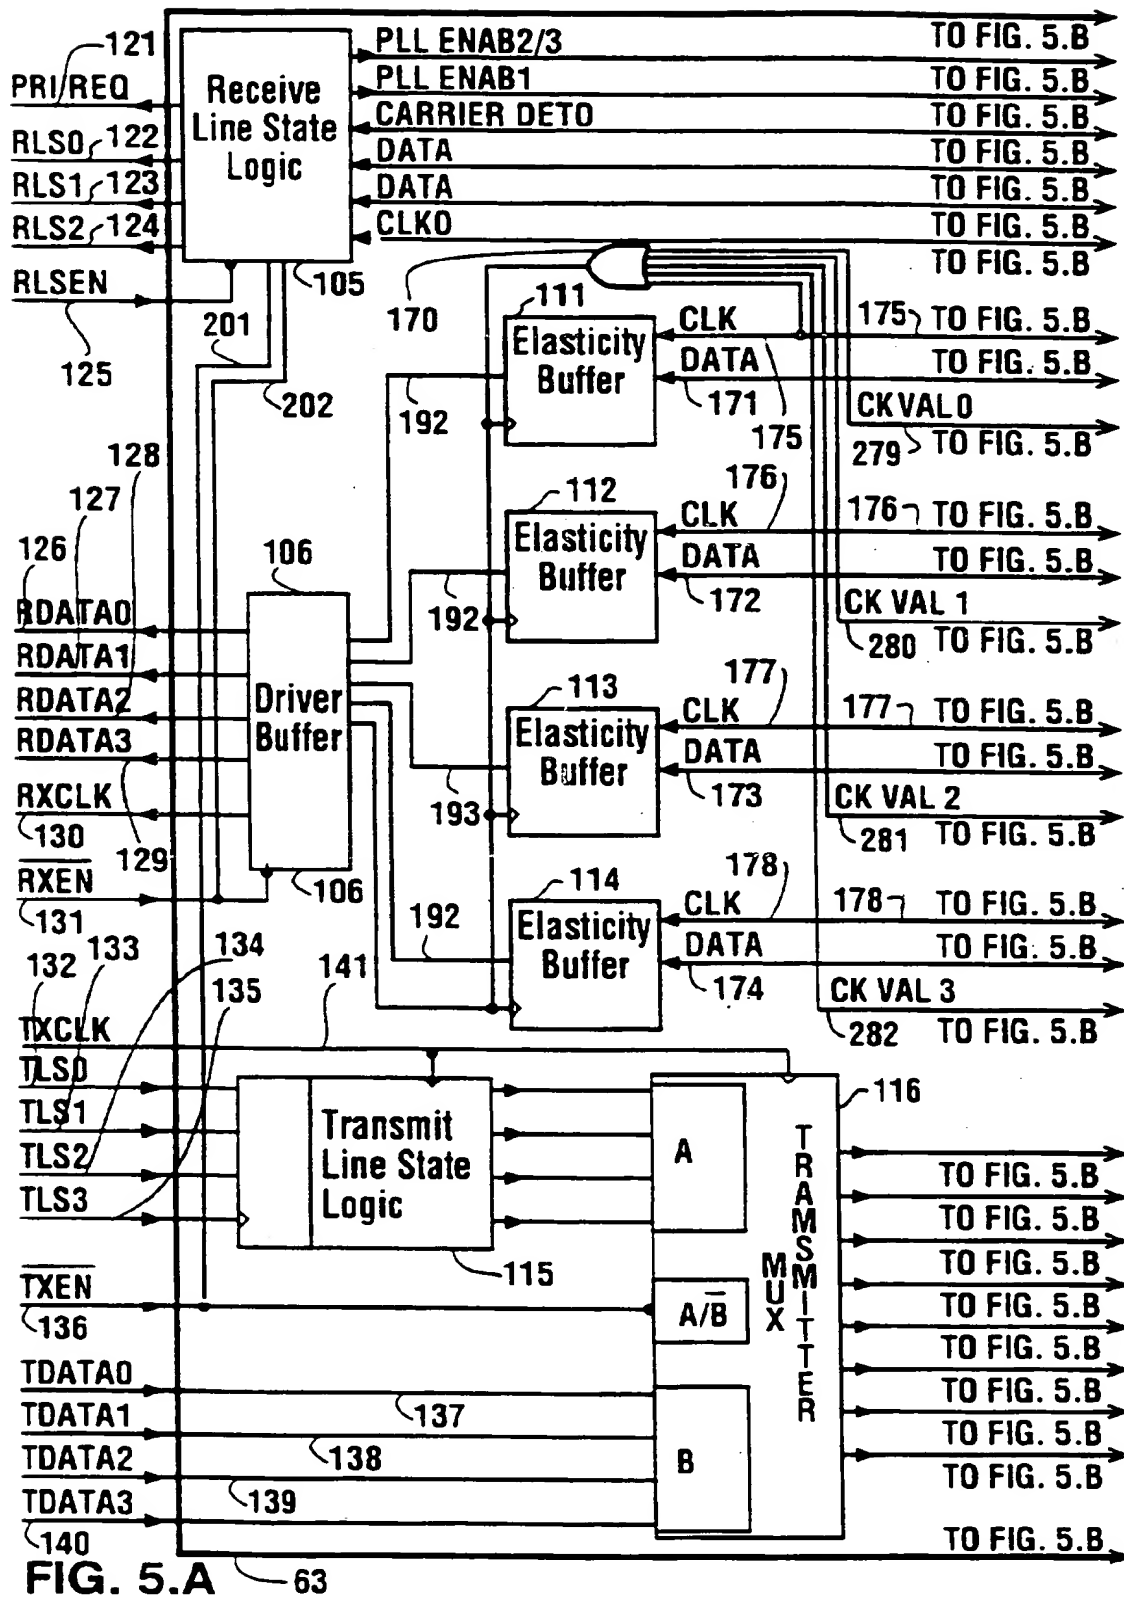 121
PRI REQ
RLS0 122
RLS1 123
RLS2 124
RLSEN
125
Receive
Line State
Logic
105
201
202
PLL ENAB2/3
PLL ENAB1
CARRIER DET0
DATA
DATA
CLK0
TO FIG. 5.B
TO FIG. 5.B
TO FIG. 5.B
TO FIG. 5.B
TO FIG. 5.B
TO FIG. 5.B
TO FIG. 5.B
170
111
Elasticity
Buffer
192
CLK
DATA
171
175
175
TO FIG. 5.B
TO FIG. 5.B
CKVAL0
279
TO FIG. 5.B
112
Elasticity
Buffer
192
CLK
DATA
172
176
176
TO FIG. 5.B
TO FIG. 5.B
CK VAL 1
280
TO FIG. 5.B
113
Elasticity
Buffer
193
CLK
DATA
173
177
177
TO FIG. 5.B
TO FIG. 5.B
CK VAL 2
281
TO FIG. 5.B
114
Elasticity
Buffer
192
CLK
DATA
174
178
178
TO FIG. 5.B
TO FIG. 5.B
CK VAL 3
282
TO FIG. 5.B
128
127
126
106
Driver
Buffer
106
RDATA0
RDATA1
RDATA2
RDATA3
RXCLK
130
129
RXEN
131
133
134
132
135
141
TXCLK
TLS0
TLS1
TLS2
TLS3
Transmit
Line State
Logic
115
TXEN
136
TDATA0
TDATA1
TDATA2
TDATA3
137
138
139
140
A
A/B
B
MUX
TRAMSMITTER
116
TO FIG. 5.B
TO FIG. 5.B
TO FIG. 5.B
TO FIG. 5.B
TO FIG. 5.B
TO FIG. 5.B
TO FIG. 5.B
TO FIG. 5.B
TO FIG. 5.B
63
FIG. 5.A